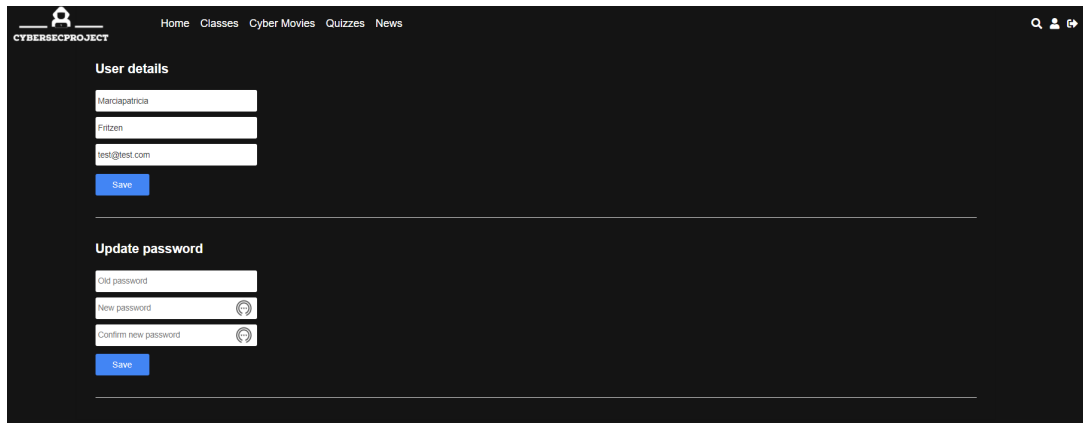 CYBERSECPROJECT
Home Classes Cyber Movies Quizzes News
User details
Marciapatricia
Fritzen
test@test.com
Save
Update password
Old password
New password
Confirm new password
Save